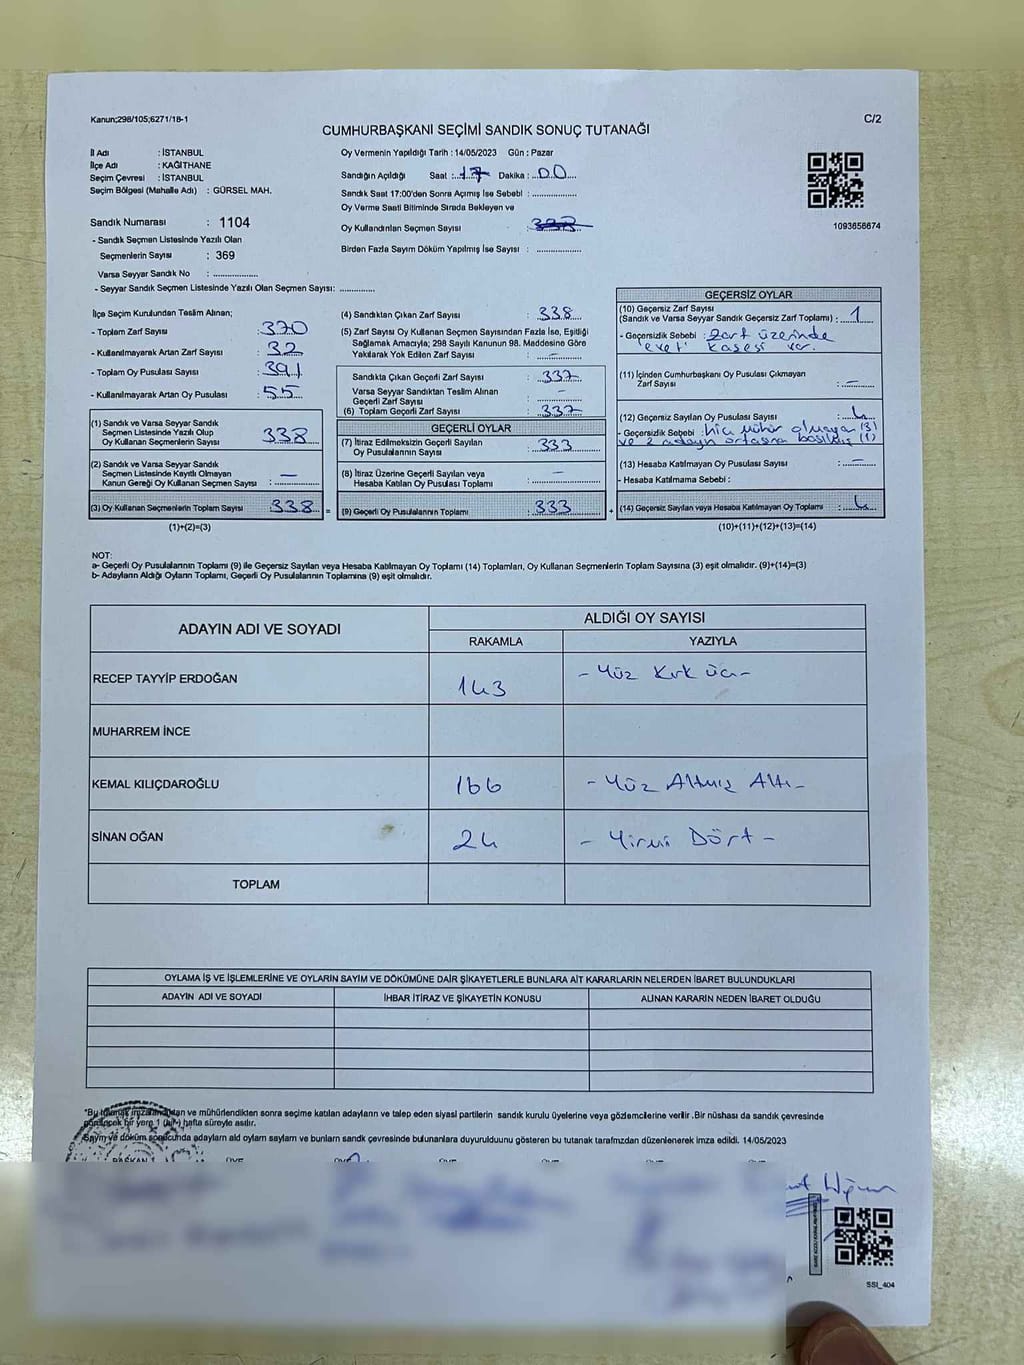 Kanun;298/105;6271/18-1
C/2
CUMHURBAŞKANI SEÇİMİ SANDIK SONUÇ TUTANAĞI
İl Adı : İSTANBUL
İlçe Adı : KAĞITHANE
Seçim Çevresi : İSTANBUL
Seçim Bölgesi (Mahalle Adı) : GÜRSEL MAH.
Sandık Numarası : 1104
- Sandık Seçmen Listesinde Yazılı Olan
Seçmenlerin Sayısı : 369
Varsa Seyyar Sandık No : ................
- Seyyar Sandık Seçmen Listesinde Yazılı Olan Seçmen Sayısı: ............
Oy Vermenin Yapıldığı Tarih : 14/05/2023 Gün : Pazar
Sandığın Açıldığı Saat : 17 Dakika : 00
Sandık Saat 17:00'den Sonra Açmış İse Sebebi : ................
Oy Verme Saati Bitiminde Sırada Bekleyen ve
Oy Kullandırılan Seçmen Sayısı
Birden Fazla Sayım Döküm Yapılmış İse Sayısı : ................
1093656674
İlçe Seçim Kurulundan Teslim Alınan;
- Toplam Zarf Sayısı : 370
- Kullanılmayarak Artan Zarf Sayısı : 32
- Toplam Oy Pusulası Sayısı : 391
- Kullanılmayarak Artan Oy Pusulası : 55
(1) Sandık ve Varsa Seyyar Sandık
Seçmen Listesinde Yazılı Olup
Oy Kullanan Seçmenlerin Sayısı : 338
(2) Sandık ve Varsa Seyyar Sandık
Seçmen Listesinde Kayıtlı Olmayan
Kanun Gereği Oy Kullanan Seçmen Sayısı : —
(3) Oy Kullanan Seçmenlerin Toplam Sayısı : 338 =
(1)+(2)=(3)
(4) Sandıktan Çıkan Zarf Sayısı : 338
(5) Zarf Sayısı Oy Kullanan Seçmen Sayısından Fazla İse, Eşitliği
Sağlamak Amacıyla; 298 Sayılı Kanunun 98. Maddesine Göre
Yakılarak Yok Edilen Zarf Sayısı : —
Sandıkta Çıkan Geçerli Zarf Sayısı : 337
Varsa Seyyar Sandıktan Teslim Alınan
Geçerli Zarf Sayısı : —
(6) Toplam Geçerli Zarf Sayısı : 337
GEÇERLİ OYLAR
(7) İtiraz Edilmeksizin Geçerli Sayılan
Oy Pusulasının Sayısı : 333
(8) İtiraz Üzerine Geçerli Sayılan veya
Hesaba Katılan Oy Pusulası Toplamı : —
(9) Geçerli Oy Pusulalarının Toplamı : 333 +
GEÇERSİZ OYLAR
(10) Geçersiz Zarf Sayısı
(Sandık ve Varsa Seyyar Sandık Geçersiz Zarf Toplamı) : 1
- Geçersizlik Sebebi : Zarf üzerinde
'evet' kaşesi var.
(11) İçinden Cumhurbaşkanı Oy Pusulası Çıkmayan
Zarf Sayısı : —
(12) Geçersiz Sayılan Oy Pusulası Sayısı : 4
- Geçersizlik Sebebi : hiç mühür olmayan (3)
ve 2 adayın ortasına basılmış (1)
(13) Hesaba Katılmayan Oy Pusulası Sayısı : —
- Hesaba Katılmama Sebebi :
(14) Geçersiz Sayılan veya Hesaba Katılmayan Oy Toplamı : 4
(10)+(11)+(12)+(13)=(14)
NOT:
a- Geçerli Oy Pusulalarının Toplamı (9) ile Geçersiz Sayılan veya Hesaba Katılmayan Oy Toplamı (14) Toplamları, Oy Kullanan Seçmenlerin Toplam Sayısına (3) eşit olmalıdır. (9)+(14)=(3)
b- Adayların Aldığı Oyların Toplamı, Geçerli Oy Pusulalarının Toplamına (9) eşit olmalıdır.
ADAYIN ADI VE SOYADI
ALDIĞI OY SAYISI
RAKAMLA YAZIYLA
RECEP TAYYİP ERDOĞAN 143 - Yüz Kırk üç -
MUHARREM İNCE
KEMAL KILIÇDAROĞLU 166 - Yüz Altmış Altı -
SİNAN OĞAN 24 - Yirmi Dört -
TOPLAM
OYLAMA İŞ VE İŞLEMLERİNE VE OYLARIN SAYIM VE DÖKÜMÜNE DAİR ŞİKAYETLERLE BUNLARA AİT KARARLARIN NELERDEN İBARET BULUNDUKLARI
ADAYIN ADI VE SOYADI İHBAR İTİRAZ VE ŞİKAYETİN KONUSU ALINAN KARARIN NEDEN İBARET OLDUĞU
*Bu tutanak imzalandıktan ve mühürlendikten sonra seçime katılan adayların ve talep eden siyasi partilerin sandık kurulu üyelerine veya gözlemcilerine verilir .Bir nüshası da sandık çevresinde
görülecek bir yere 1 (bir) hafta süreyle asılır.
Sayım ve döküm sonucunda adayların aldı oyların sayların ve bunların sandık çevresinde bulunanlara duyurulduunu gösteren bu tutanak tarafımzdan düzenlenerek imza edildi. 14/05/2023
BAŞKAN ÜYE
SSI_404